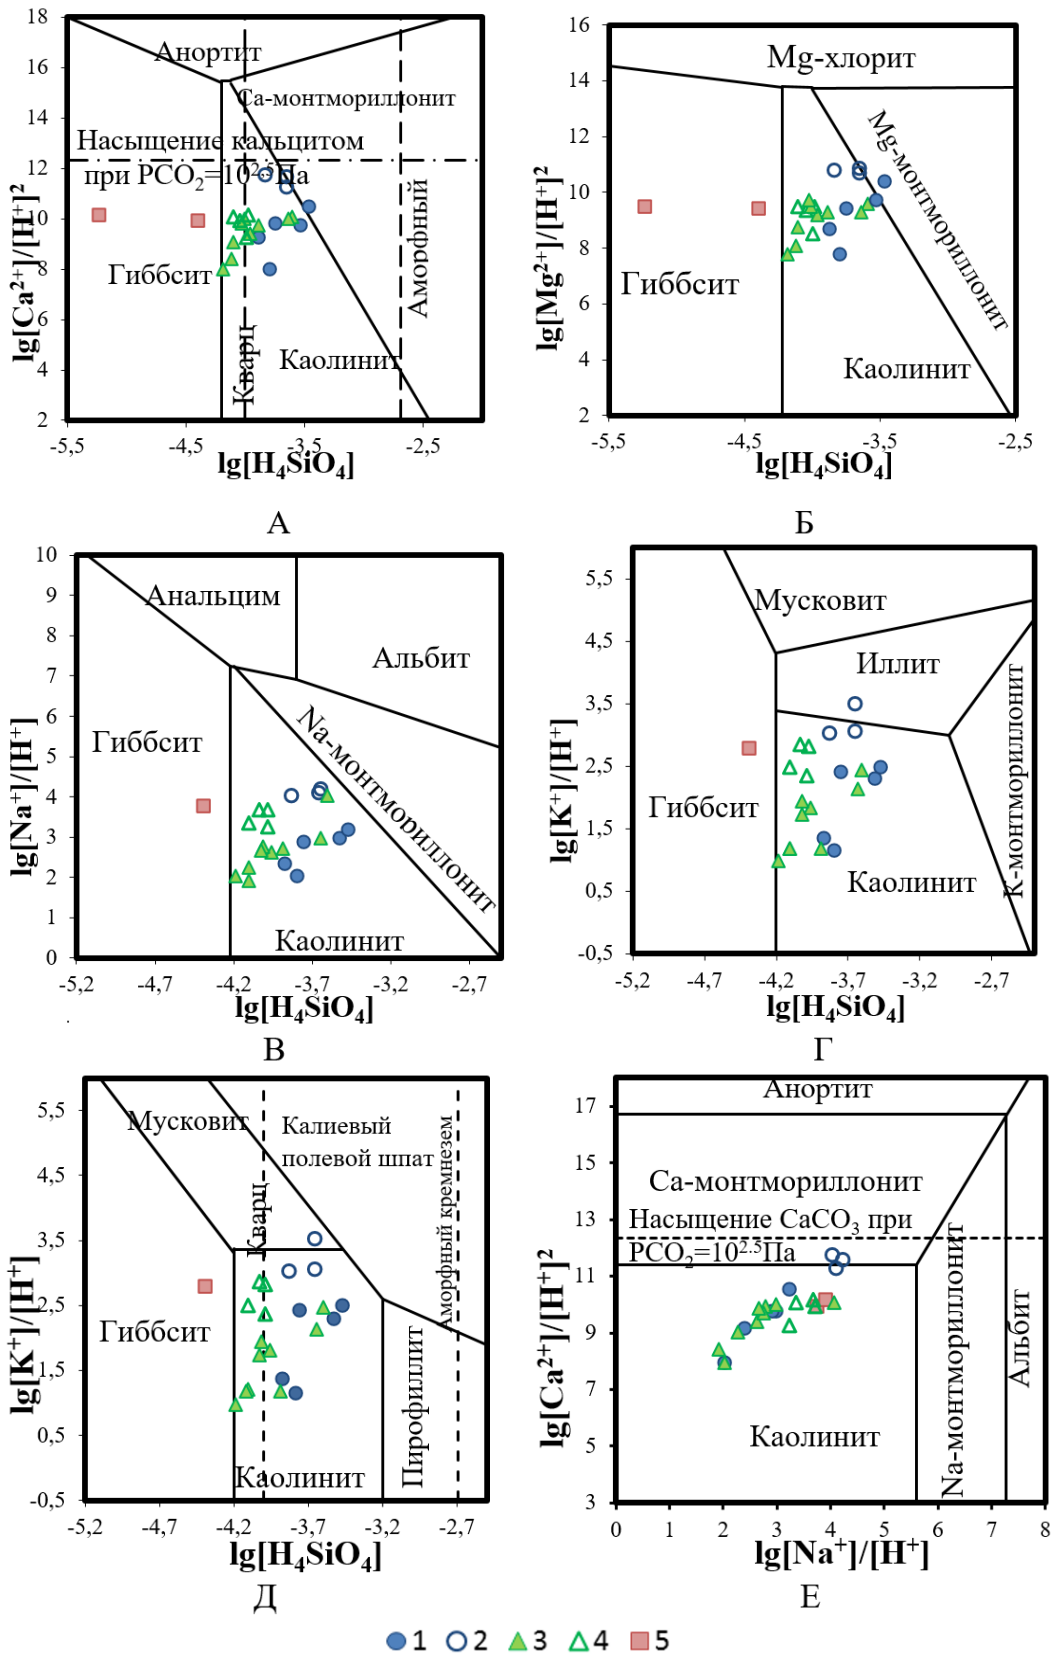 18
16
14
12
10
8
6
4
2
-5,5
-4,5
-3,5
-2,5
lg[Ca²⁺]/[H⁺]²
lg[H₄SiO₄]
Анортит
Са-монтмориллонит
Насыщение кальцитом
при PCO₂=10²·⁵Па
Гиббсит
Кварц
Каолинит
Аморфный
А
16
14
12
10
8
6
4
2
-5,5
-4,5
-3,5
-2,5
lg[Mg²⁺]/[H⁺]²
lg[H₄SiO₄]
Mg-хлорит
Mg-монтмориллонит
Гиббсит
Каолинит
Б
10
9
8
7
6
5
4
3
2
1
0
-5,2
-4,7
-4,2
-3,7
-3,2
-2,7
lg[Na⁺]/[H⁺]
lg[H₄SiO₄]
Анальцим
Альбит
Гиббсит
Na-монтмориллонит
Каолинит
В
5,5
4,5
3,5
2,5
1,5
0,5
-0,5
-5,2
-4,7
-4,2
-3,7
-3,2
-2,7
lg[K⁺]/[H⁺]
lg[H₄SiO₄]
Мусковит
Иллит
Гиббсит
К-монтмориллонит
Каолинит
Г
5,5
4,5
3,5
2,5
1,5
0,5
-0,5
-5,2
-4,7
-4,2
-3,7
-3,2
-2,7
lg[K⁺]/[H⁺]
lg[H₄SiO₄]
Мусковит
Калиевый
полевой шпат
Кварц
Аморфный кремнезем
Гиббсит
Пирофиллит
Каолинит
Д
17
15
13
11
9
7
5
3
0
1
2
3
4
5
6
7
8
lg[Ca²⁺]/[H⁺]²
lg[Na⁺]/[H⁺]
Анортит
Са-монтмориллонит
Насыщение CaCO₃ при
PCO₂=10²·⁵Па
Na-монтмориллонит
Альбит
Каолинит
Е
1 2 3 4 5